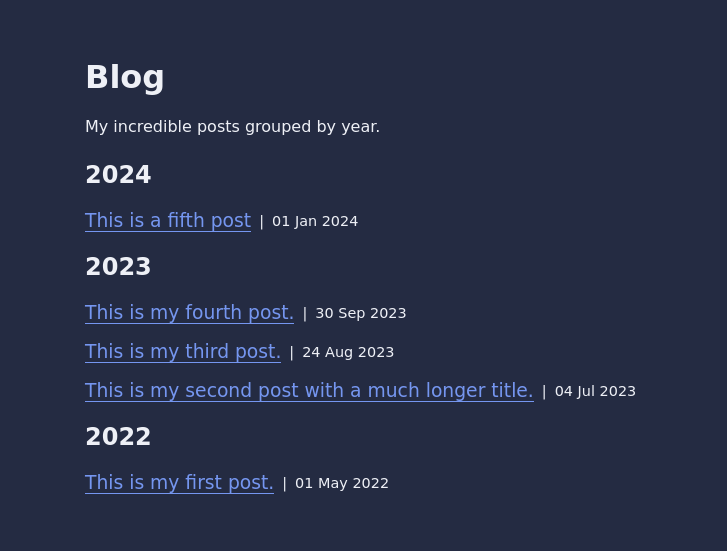 Blog
My incredible posts grouped by year.
2024
This is a fifth post | 01 Jan 2024
2023
This is my fourth post. | 30 Sep 2023
This is my third post. | 24 Aug 2023
This is my second post with a much longer title. | 04 Jul 2023
2022
This is my first post. | 01 May 2022